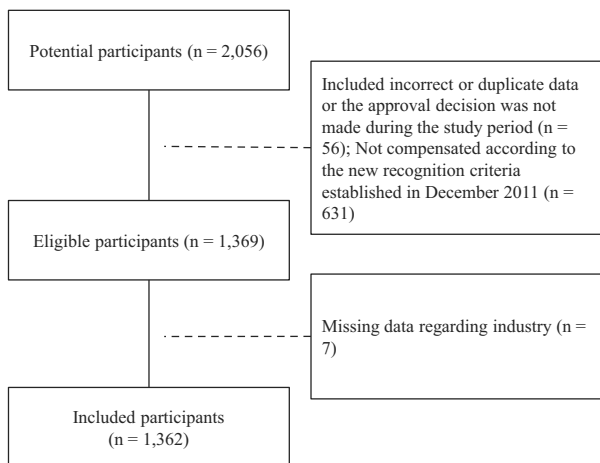 Potential participants (n = 2,056)
Included incorrect or duplicate data
or the approval decision was not
made during the study period (n =
56); Not compensated according to
the new recognition criteria
established in December 2011 (n =
631)
Eligible participants (n = 1,369)
Missing data regarding industry (n =
7)
Included participants
(n = 1,362)